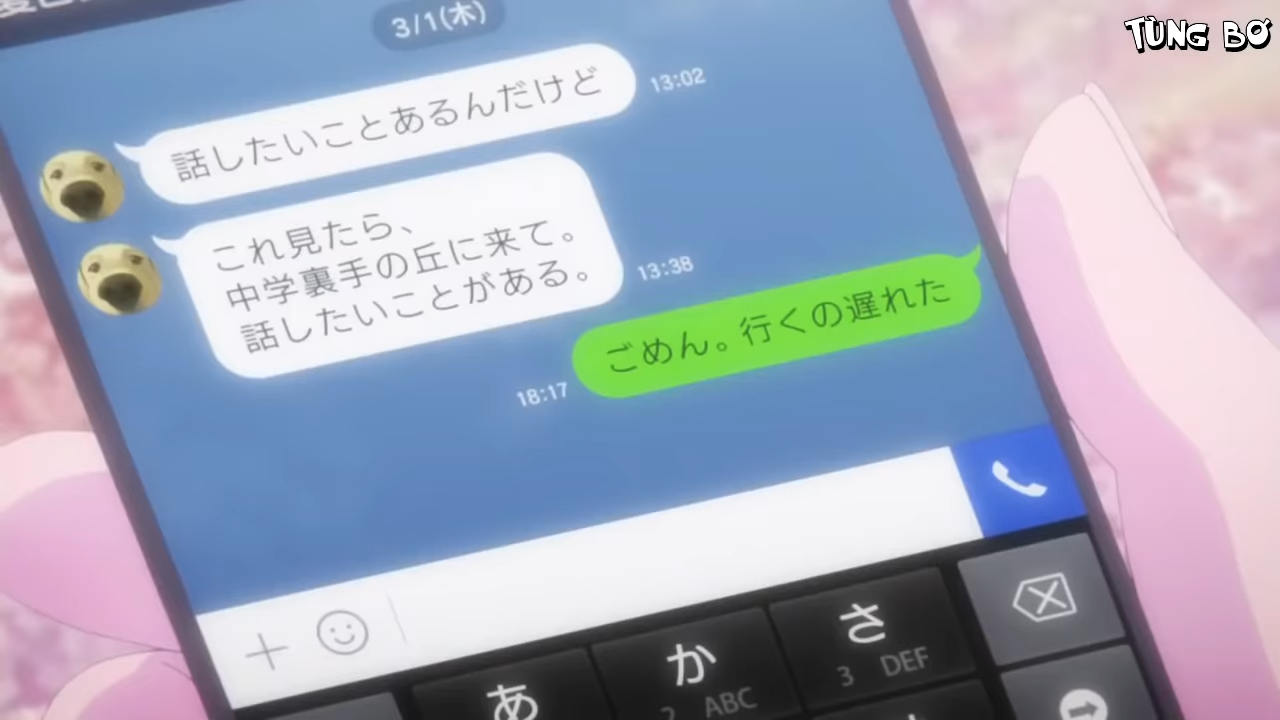 TÙNG BỚ
3/1(木)
話したいことあるんだけど
13:02
これ見たら、
中学裏手の丘に来て。
話したいことがある。
13:38
ごめん。行くの遅れた
18:17
あ
か
2 ABC
さ
3 DEF